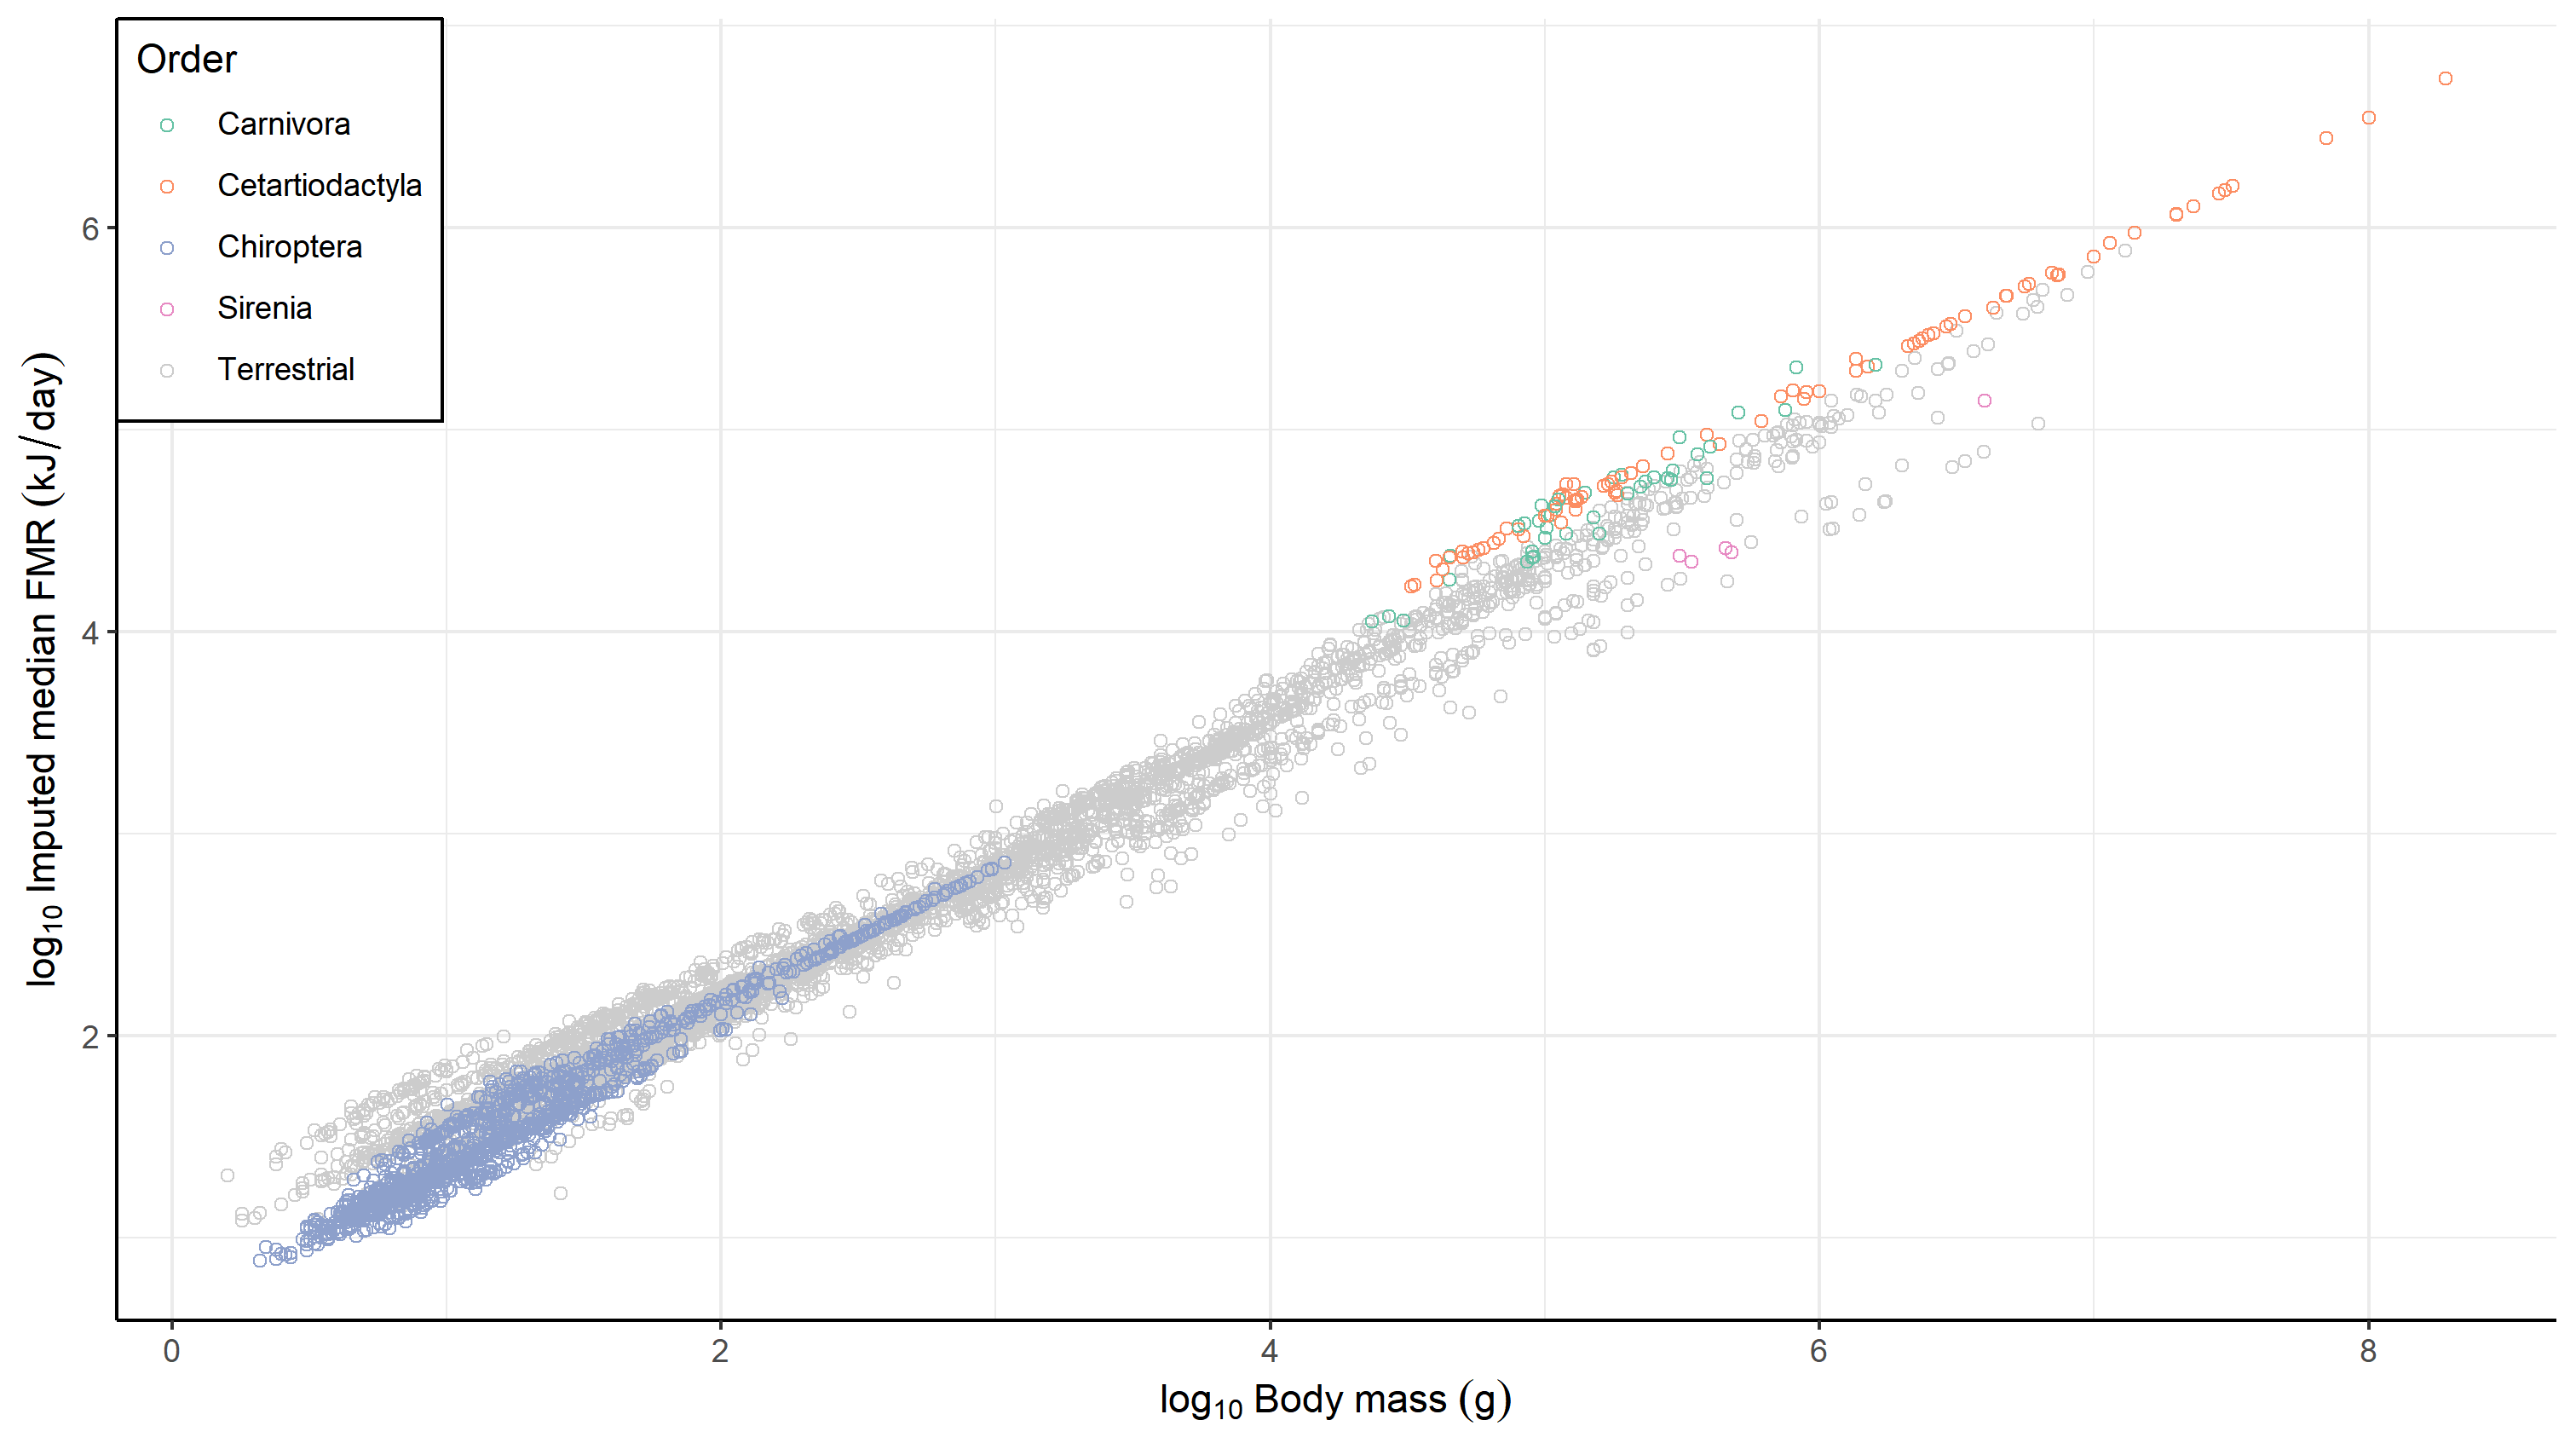 Order
Carnivora
Cetartiodactyla
Chiroptera
Sirenia
Terrestrial
6
4
2
log10 Imputed median FMR (kJ/day)
0 2 4 6 8
log10 Body mass (g)